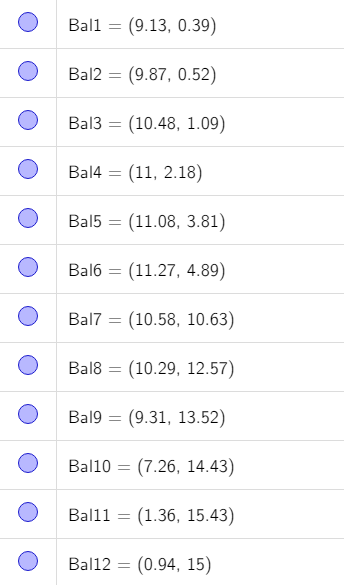 Bal1 = (9.13, 0.39)
Bal2 = (9.87, 0.52)
Bal3 = (10.48, 1.09)
Bal4 = (11, 2.18)
Bal5 = (11.08, 3.81)
Bal6 = (11.27, 4.89)
Bal7 = (10.58, 10.63)
Bal8 = (10.29, 12.57)
Bal9 = (9.31, 13.52)
Bal10 = (7.26, 14.43)
Bal11 = (1.36, 15.43)
Bal12 = (0.94, 15)